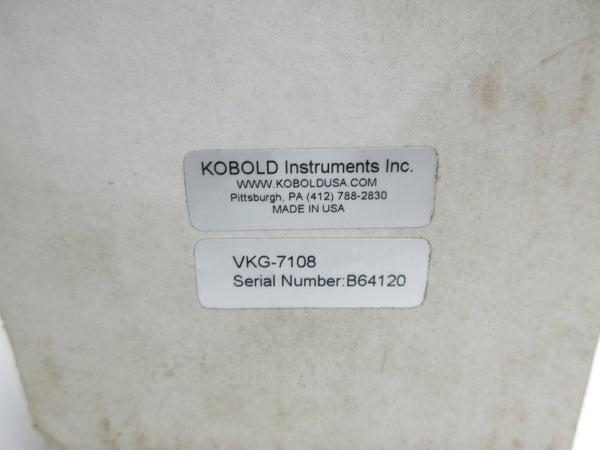 KOBOLD Instruments Inc.
WWW.KOBOLDUSA.COM
Pittsburgh, PA (412) 788-2830
MADE IN USA
VKG-7108
Serial Number:B64120